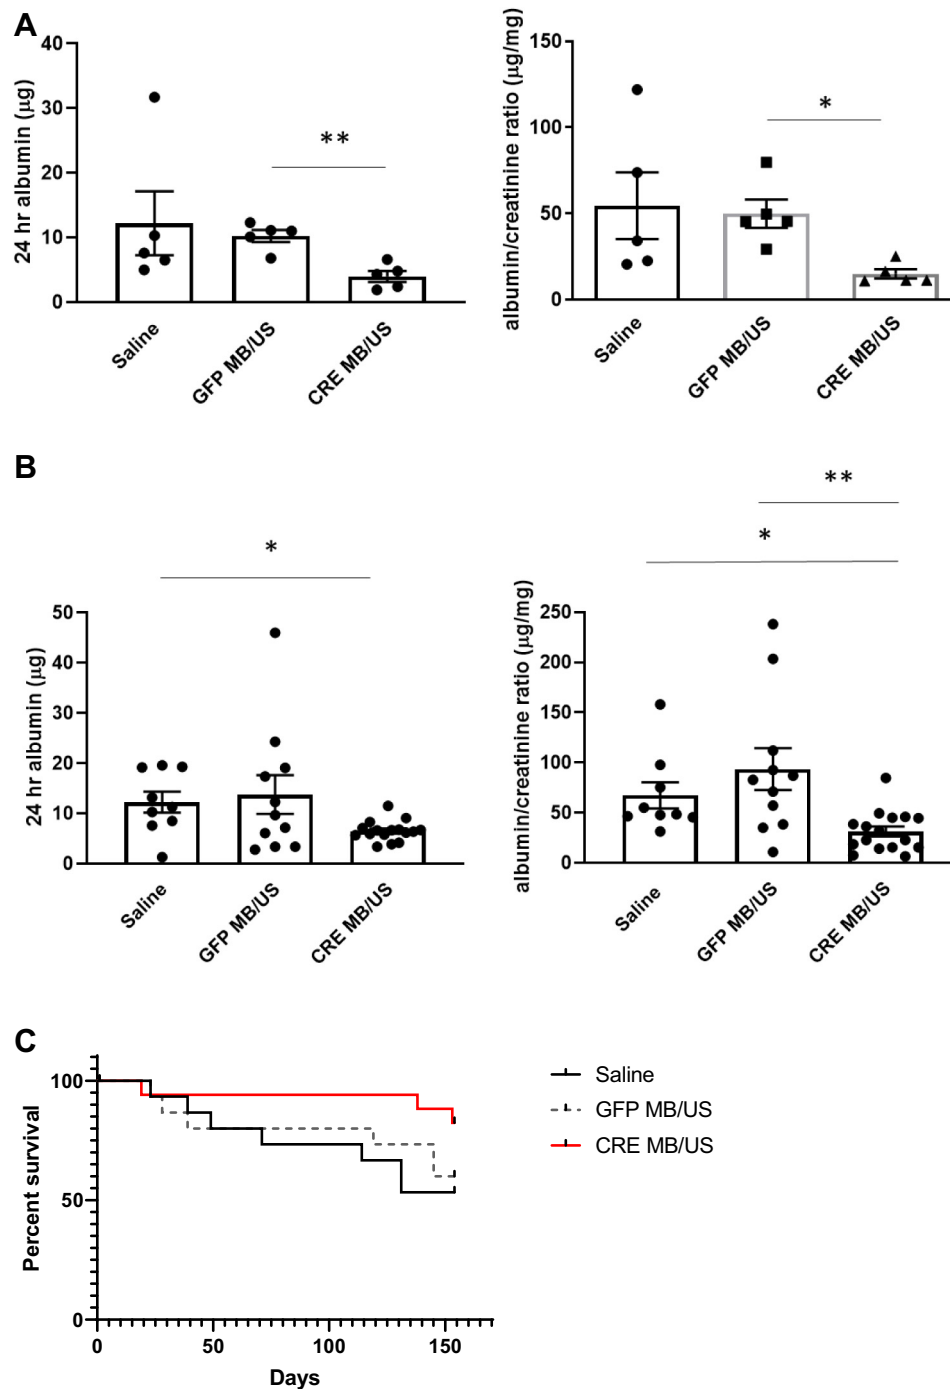 A
24 hr albumin (μg)
40
30
20
10
0
**
Saline
GFP MB/US
CRE MB/US
albumin/creatinine ratio (μg/mg)
150
100
50
0
*
Saline
GFP MB/US
CRE MB/US
B
24 hr albumin (μg)
50
40
30
20
10
0
*
Saline
GFP MB/US
CRE MB/US
albumin/creatinine ratio (μg/mg)
250
200
150
100
50
0
**
*
Saline
GFP MB/US
CRE MB/US
C
Percent survival
100
50
0
0 50 100 150
Days
Saline
GFP MB/US
CRE MB/US